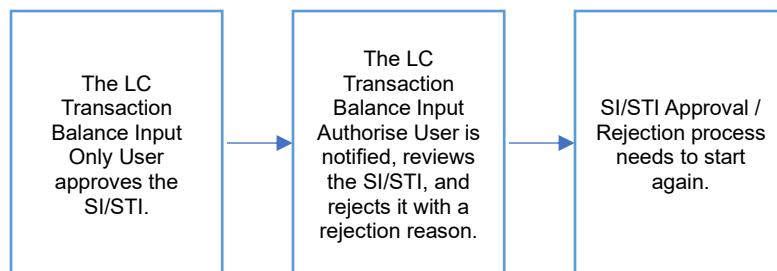 The LC
Transaction
Balance Input
Only User
approves the
SI/STI.
The LC
Transaction
Balance Input
Authorise User is
notified, reviews
the SI/STI, and
rejects it with a
rejection reason.
SI/STI Approval /
Rejection process
needs to start
again.